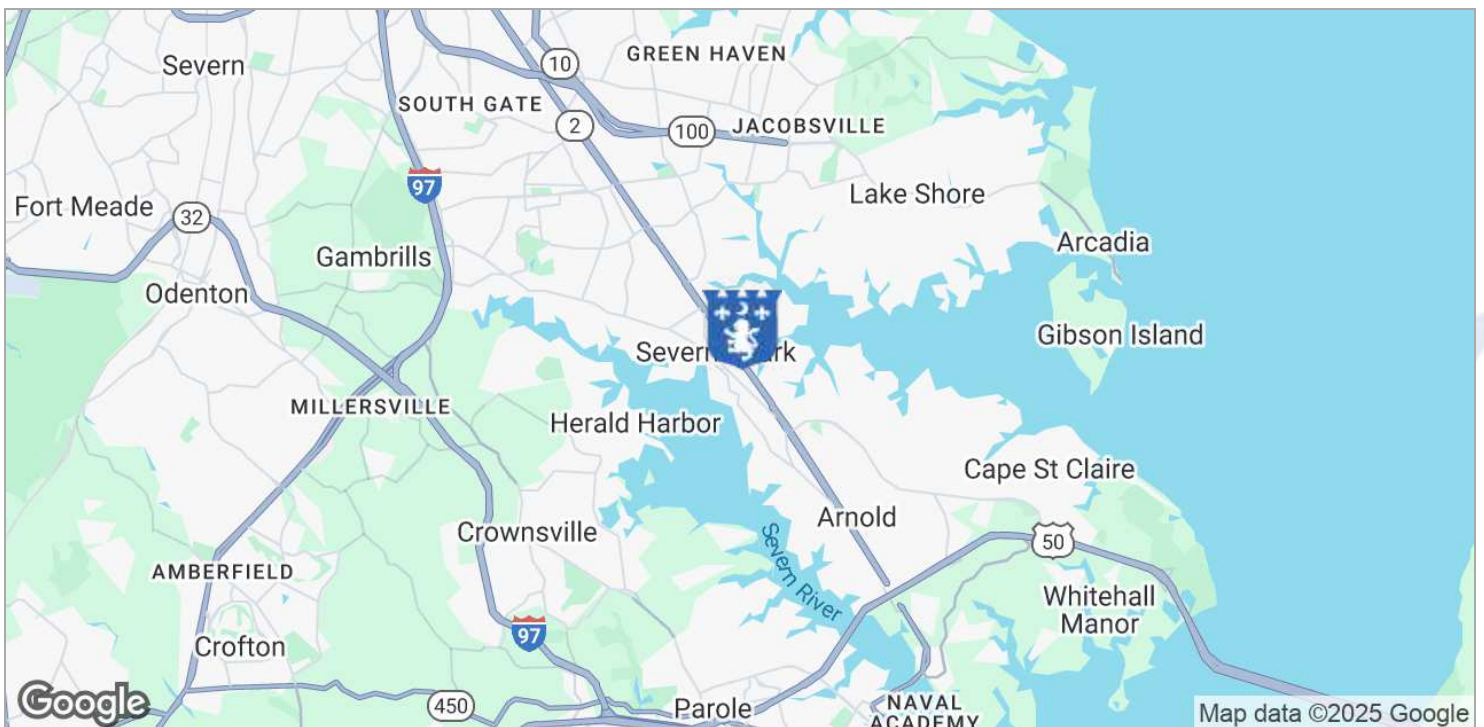 GREEN HAVEN
Severn
10
SOUTH GATE
2
100
JACOBSVILLE
97
Lake Shore
Fort Meade
32
Arcadia
Gambrills
Odenton
Gibson Island
Severna Park
MILLERSVILLE
Herald Harbor
Cape St Claire
Arnold
Crownsville
50
Severn River
AMBERFIELD
Whitehall
Manor
97
Crofton
Google
450
Parole
NAVAL
ACADEMY
Map data ©2025 Google